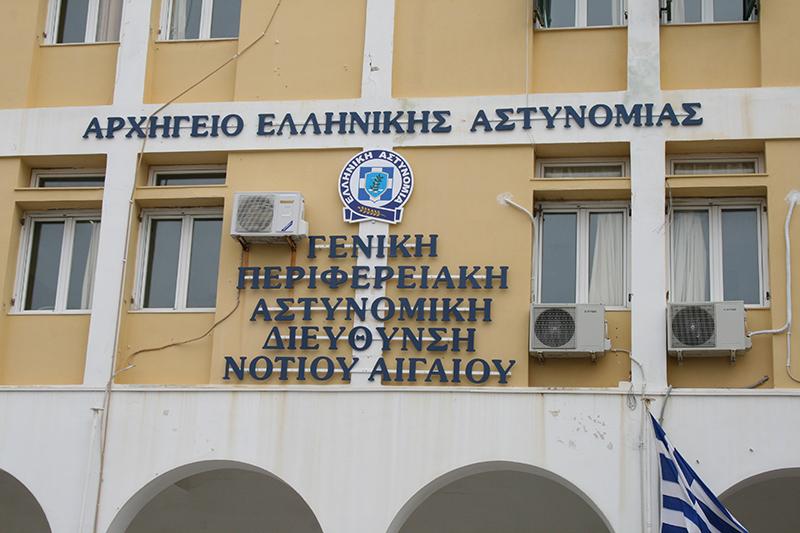 ΑΡΧΗΓΕΙΟ ΕΛΛΗΝΙΚΗΣ ΑΣΤΥΝΟΜΙΑΣ
ΕΛΛΗΝΙΚΗ ΑΣΤΥΝΟΜΙΑ
ΓΕΝΙΚΗ
ΠΕΡΙΦΕΡΕΙΑΚΗ
ΑΣΤΥΝΟΜΙΚΗ
ΔΙΕΥΘΥΝΣΗ
ΝΟΤΙΟΥ ΑΙΓΑΙΟΥ